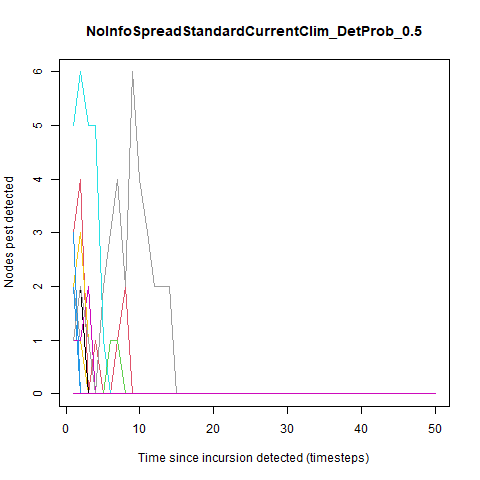 NoInfoSpreadStandardCurrentClim_DetProb_0.5
Nodes pest detected
6
5
4
3
2
1
0
0 10 20 30 40 50
Time since incursion detected (timesteps)